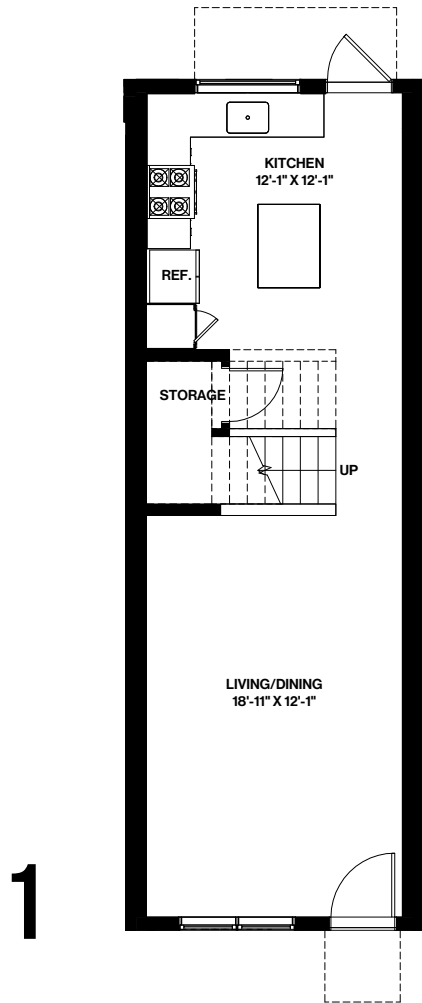 KITCHEN
12'-1" X 12'-1"
REF.
STORAGE
UP
LIVING/DINING
18'-11" X 12'-1"
1